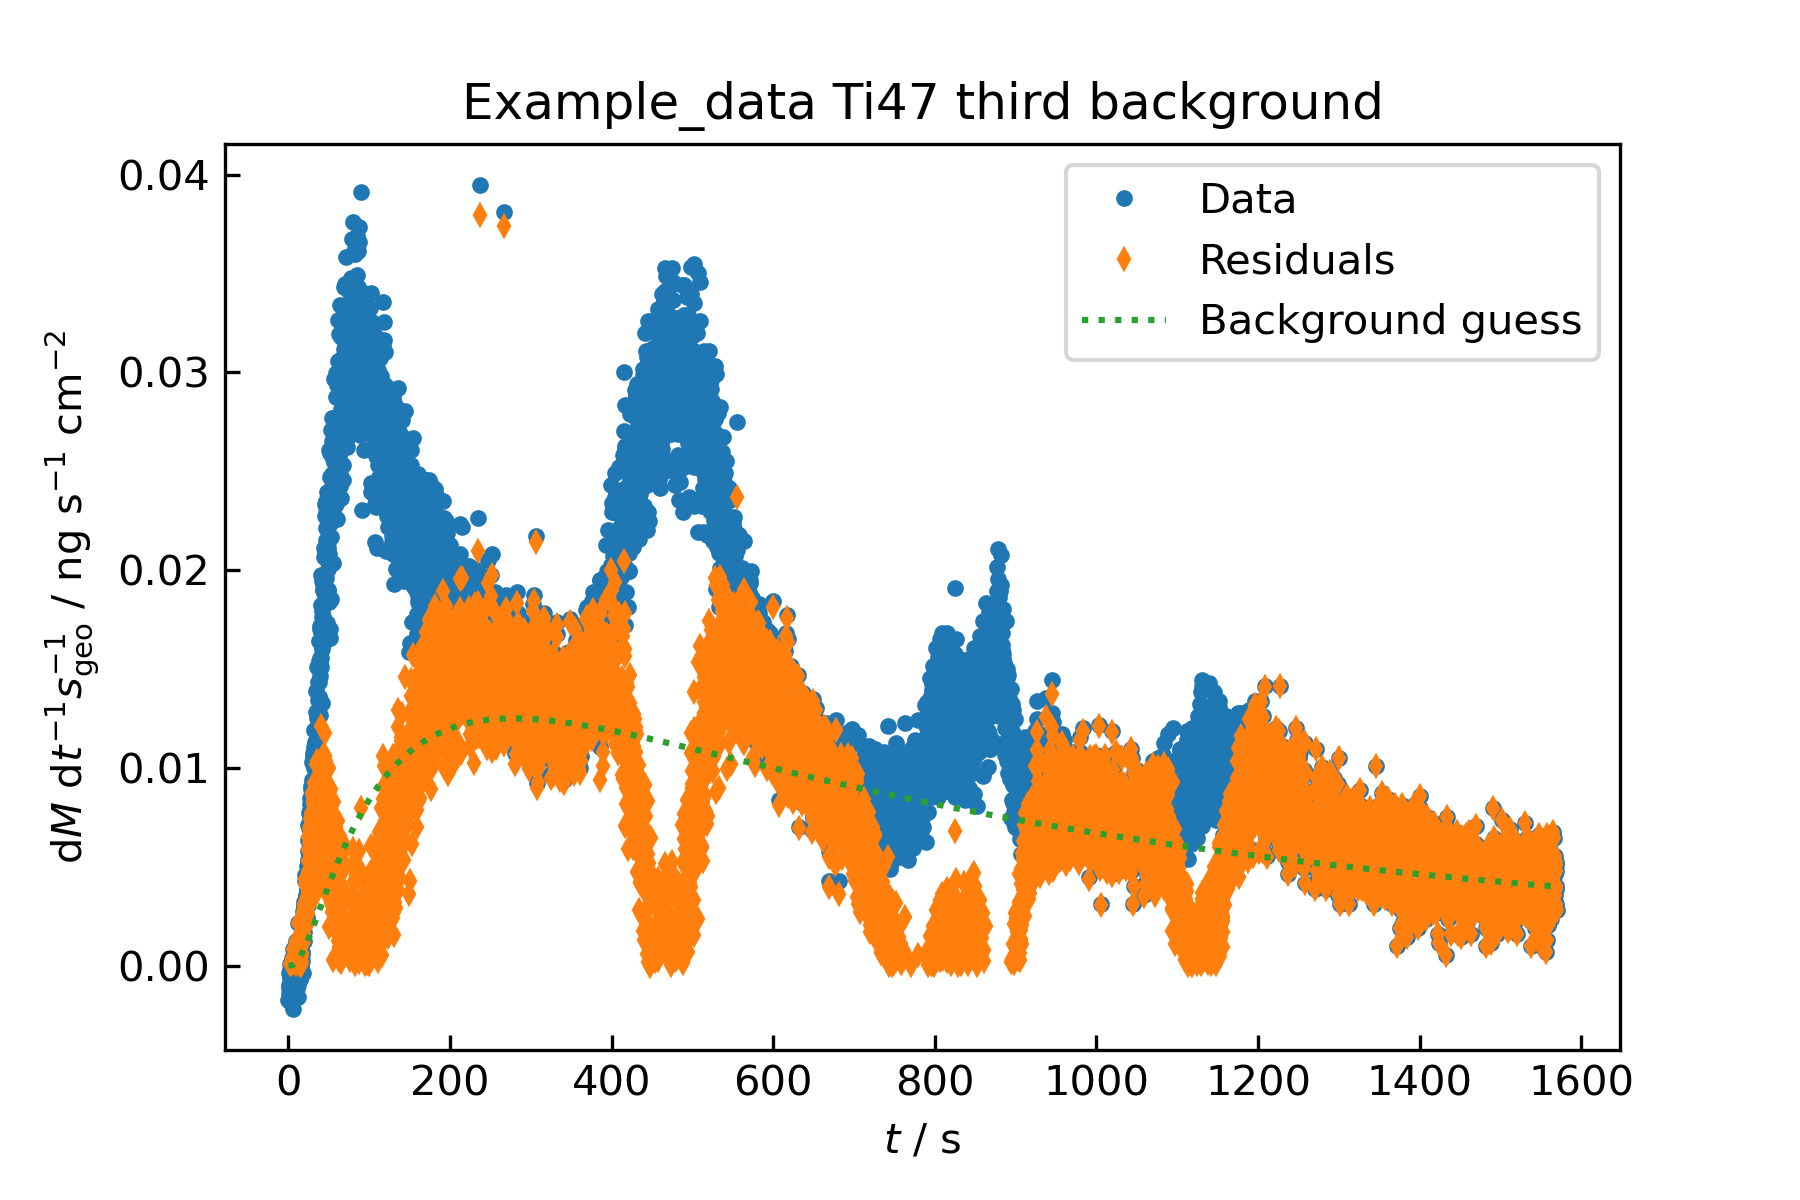 Example_data Ti47 third background
Data
Residuals
Background guess
0.04
0.03
0.02
0.01
0.00
dM dt⁻¹s⁻¹geo / ng s⁻¹ cm⁻²
0 200 400 600 800 1000 1200 1400 1600
t / s